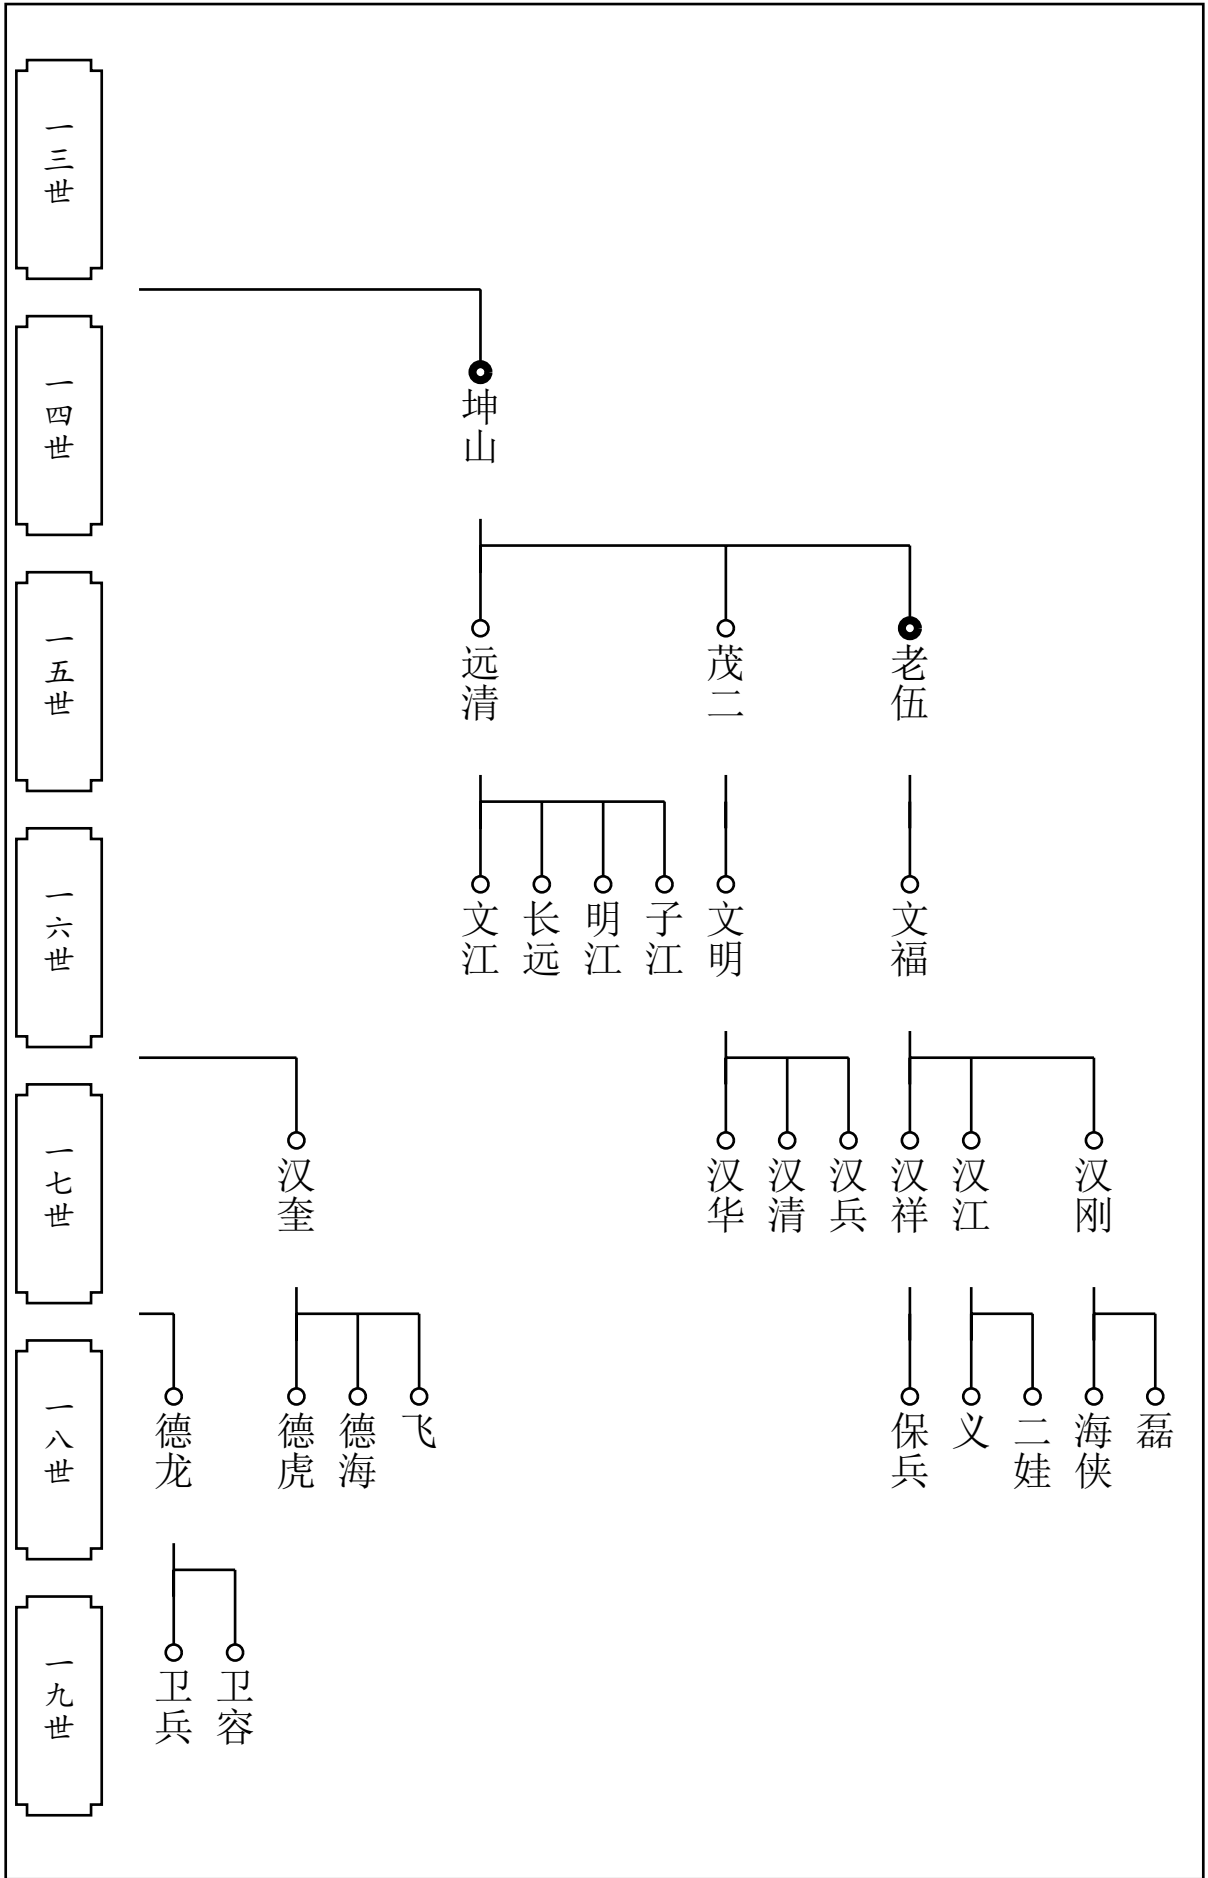 一三世
一四世
坤山
一五世
远清
茂二
老伍
一六世
文江
长远
明江
子江
文明
文福
一七世
汉奎
汉华
汉清
汉兵
汉祥
汉江
汉刚
一八世
德龙
德虎
德海
飞
保兵
义
二娃
海侠
磊
一九世
卫兵
卫容